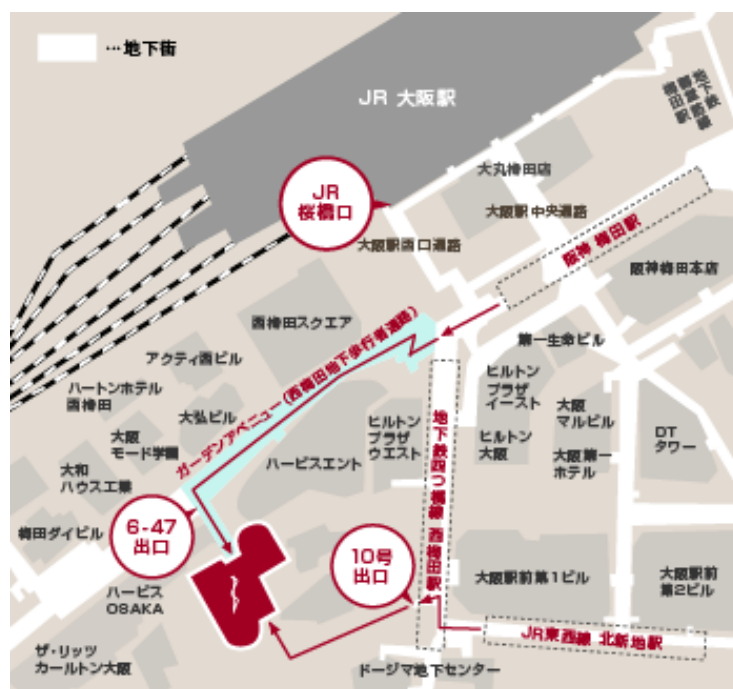 …地下街
JR 大阪駅
地下鉄
御堂筋線
梅田駅
JR
桜橋口
大丸梅田店
大阪駅中央通路
大阪駅西口通路
阪神 梅田駅
阪神梅田本店
西梅田スクエア
アクティ西ビル
ハートンホテル
西梅田
大弘ビル
大阪
モード学園
大和
ハウス工業
梅田ダイビル
ガーデンアベニュー(西梅田地下歩行者通路)
第一生命ビル
ヒルトン
プラザ
イースト
大阪
マルビル
ヒルトン
プラザ
ウエスト
ヒルトン
大阪
大阪第一
ホテル
DT
タワー
ハービスエント
地下鉄四つ橋線 西梅田駅
6-47
出口
10号
出口
ハービス
OSAKA
大阪駅前第1ビル
大阪駅前
第2ビル
JR東西線 北新地駅
ザ・リッツ
カールトン大阪
ドージマ地下センター